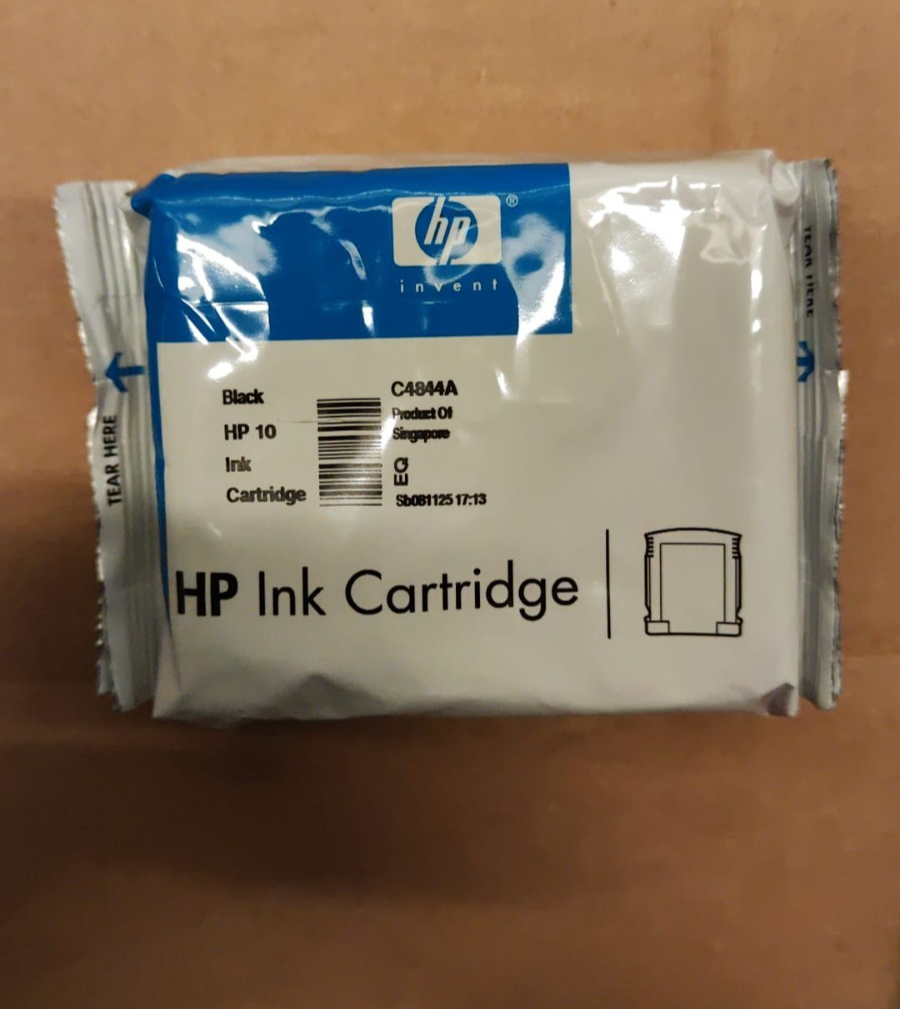 hp®
invent
TEAR HERE
Black
HP 10
Ink
Cartridge
C4844A
Product Of
Singapore
EQ
Sb081125 17:13
TEAR HERE
HP Ink Cartridge